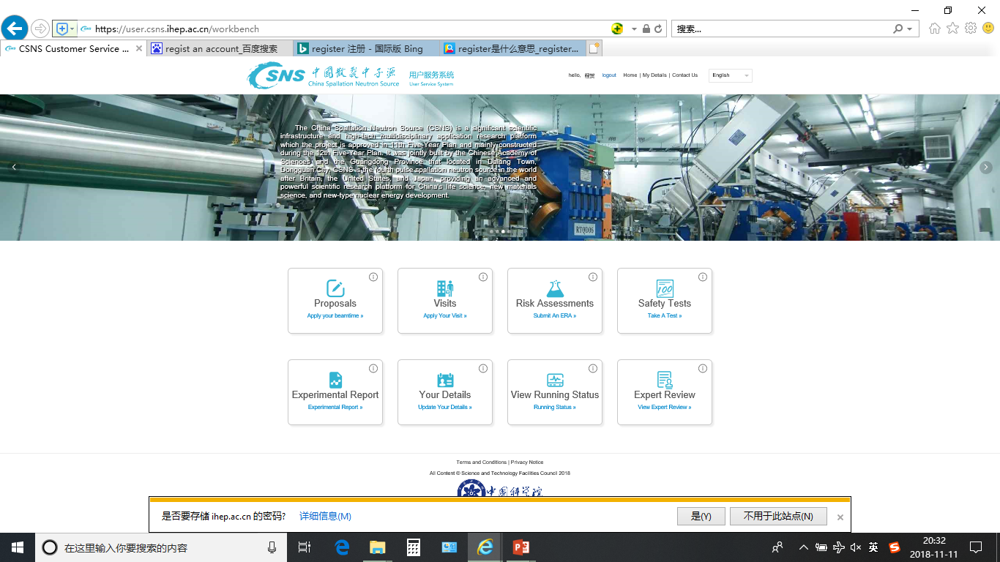 https://user.csns.ihep.ac.cn/workbench
搜索...
CSNS Customer Service ...
regist an account_百度搜索
register 注册 - 国际版 Bing
register是什么意思_register...
SNS 中国散裂中子源
China Spallation Neutron Source
用户服务系统
User Service System
hello,
logout
Home | My Details | Contact Us
English
The China Spallation Neutron Source (CSNS) is a significant scientific
infrastructure and high-tech multidisciplinary application research platform
which the project is approved in 11th Five-Year Plan and mainly constructed
during the 12th Five-Year Plan. It was jointly built by the Chinese Academy of
Sciences and the Guangdong Province that located in Dalang Town,
Dongguan City. CSNS is the fourth pulse spallation neutron source in the world
after Britain, the United States, and Japan, providing an advanced and
powerful scientific research platform for China's life science, new materials
science, and new-type nuclear energy development.
RTQD06
Proposals
Apply your beamtime »
Visits
Apply Your Visit »
Risk Assessments
Submit An ERA »
100
Safety Tests
Take A Test »
Experimental Report
Experimental Report »
Your Details
Update Your Details »
View Running Status
Running Status »
Expert Review
View Expert Review »
Terms and Conditions | Privacy Notice
All Content © Science and Technology Facilities Council 2018
中国科学院
是否要存储 ihep.ac.cn 的密码?
详细信息(M)
是(Y)
不用于此站点(N)
在这里输入你要搜索的内容
英
20:32
2018-11-11